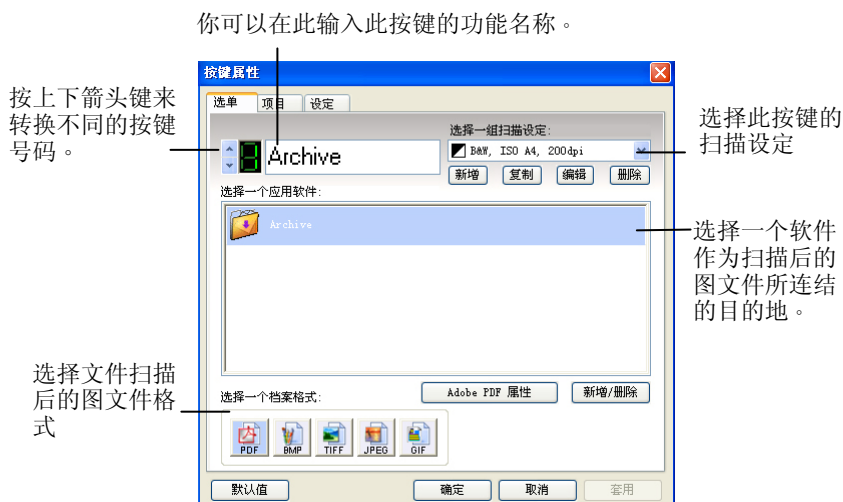 你可以在此输入此按键的功能名称。
按键属性
按上下箭头键来
转换不同的按键
号码。
选单 项目 设定
选择一组扫描设定:
3 Archive
B&W, ISO A4, 200dpi
新增 复制 编辑 删除
选择此按键的
扫描设定
选择一个应用软件:
Archive
选择一个软件
作为扫描后的
图文件所连结
的目的地。
选择文件扫描
后的图文件格
式
选择一个档案格式:
Adobe PDF 属性 新增/删除
PDF BMP TIFF JPEG GIF
默认值 确定 取消 套用